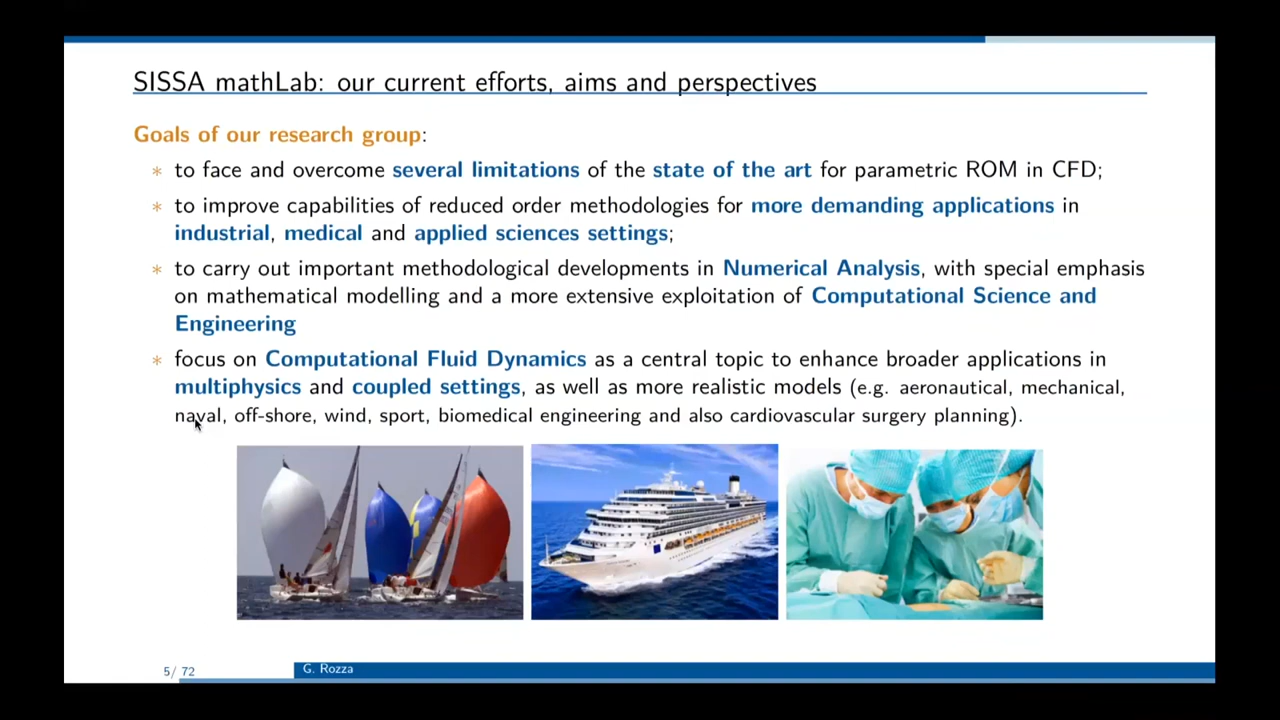 SISSA mathLab: our current efforts, aims and perspectives
Goals of our research group:
* to face and overcome several limitations of the state of the art for parametric ROM in CFD;
* to improve capabilities of reduced order methodologies for more demanding applications in
industrial, medical and applied sciences settings;
* to carry out important methodological developments in Numerical Analysis, with special emphasis
on mathematical modelling and a more extensive exploitation of Computational Science and
Engineering
* focus on Computational Fluid Dynamics as a central topic to enhance broader applications in
multiphysics and coupled settings, as well as more realistic models (e.g. aeronautical, mechanical,
naval, off-shore, wind, sport, biomedical engineering and also cardiovascular surgery planning).
5/ 72
G. Rozza